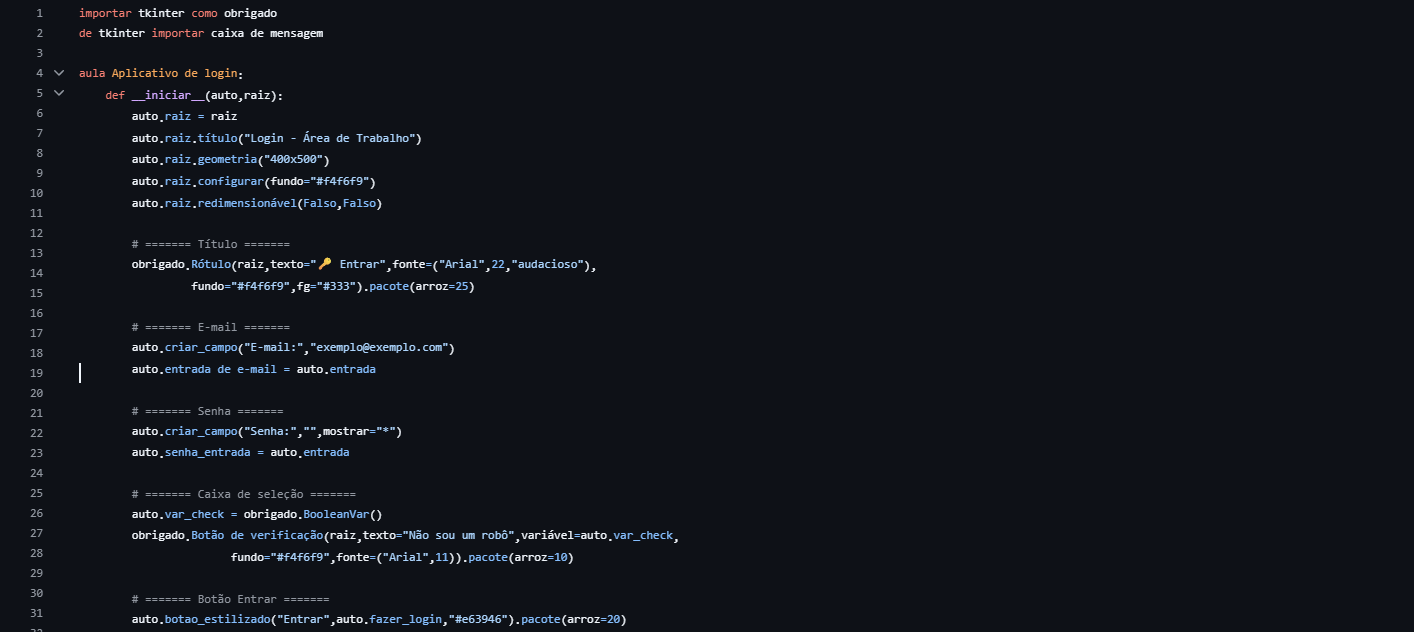 1 importar tkinter como obrigado
2 de tkinter importar caixa de mensagem
3
4 aula Aplicativo de login:
5 def __iniciar__(auto,raiz):
6 auto.raiz = raiz
7 auto.raiz.título("Login - Área de Trabalho")
8 auto.raiz.geometria("400x500")
9 auto.raiz.configurar(fundo="#f4f6f9")
10 auto.raiz.redimensionável(Falso,Falso)
11
12 # ======= Título =======
13 obrigado.Rótulo(raiz,texto="🔑 Entrar",fonte=("Arial",22,"audacioso"),
14 fundo="#f4f6f9",fg="#333").pacote(arroz=25)
15
16 # ======= E-mail =======
17 auto.criar_campo("E-mail:","exemplo@exemplo.com")
18 auto.entrada de e-mail = auto.entrada
19
20 # ======= Senha =======
21 auto.criar_campo("Senha:","",mostrar="*")
22 auto.senha_entrada = auto.entrada
23
24 # ======= Caixa de seleção =======
25 auto.var_check = obrigado.BooleanVar()
26 obrigado.Botão de verificação(raiz,texto="Não sou um robô",variável=auto.var_check,
27 fundo="#f4f6f9",fonte=("Arial",11)).pacote(arroz=10)
28
29 # ======= Botão Entrar =======
30 auto.botao_estilizado("Entrar",auto.fazer_login,"#e63946").pacote(arroz=20)
31